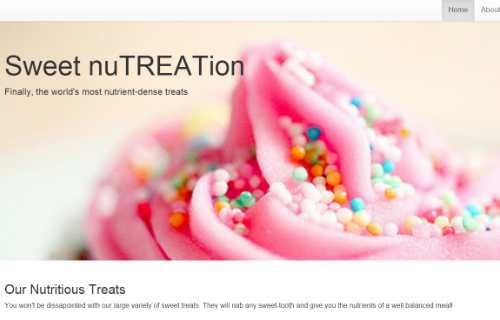 Home About
Sweet nuTREATion
Finally, the world's most nutrient-dense treats
Our Nutritious Treats
You won't be dissapointed with our large variety of sweet treats. They will nab any sweet-tooth and give you the nutrients of a well balanced meal!